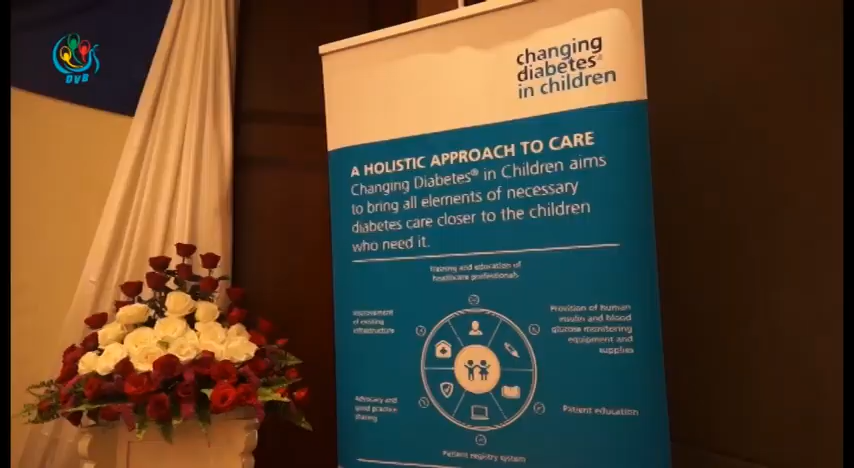 DVB
changing
diabetes®
in children
A HOLISTIC APPROACH TO CARE
Changing Diabetes® in Children aims
to bring all elements of necessary
diabetes care closer to the children
who need it.
Training and education of
healthcare professionals
Improvement
of existing
infrastructure
Provision of human
insulin and blood
glucose monitoring
equipment and
supplies
Advocacy and
good practice
sharing
Patient education
Patient registry system